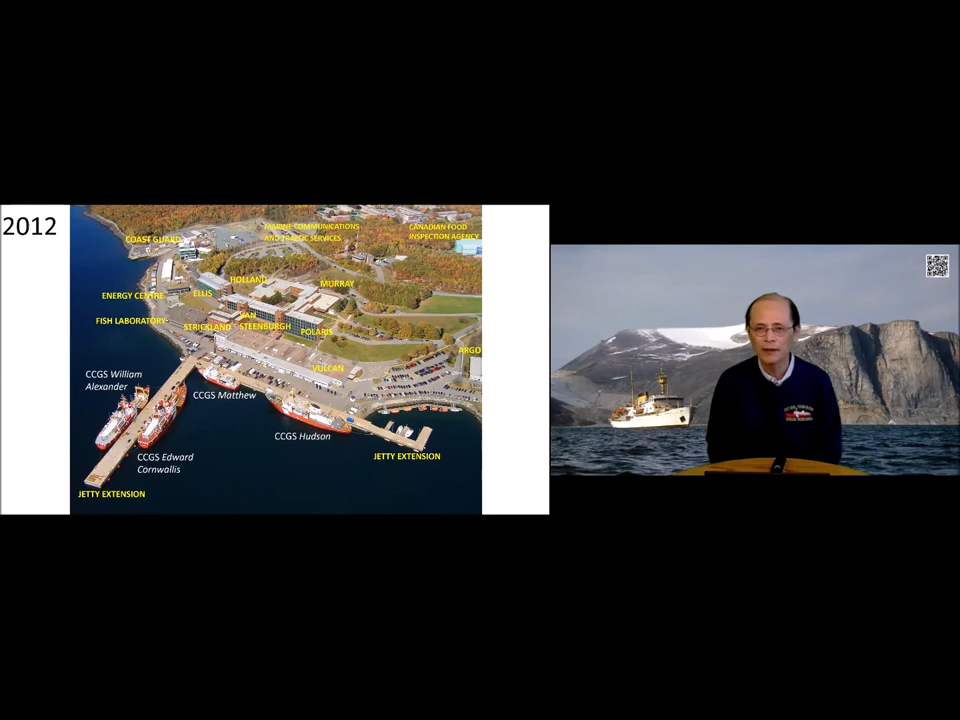 2012
MARINE COMMUNICATIONS
AND TRAFFIC SERVICES
CANADIAN FOOD
INSPECTION AGENCY
COAST GUARD
HOLLAND
MURRAY
ENERGY CENTRE
ELLIS
FISH LABORATORY
STRICKLAND
VAN
STEENBURGH
POLARIS
ARGO
VULCAN
CCGS William
Alexander
CCGS Matthew
CCGS Hudson
CCGS Edward
Cornwallis
JETTY EXTENSION
JETTY EXTENSION